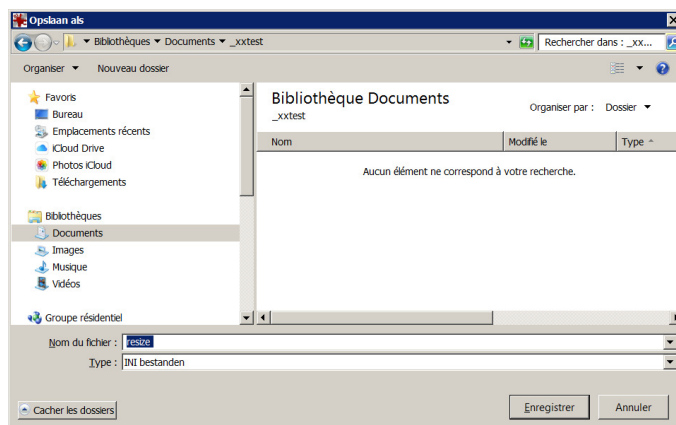 Opslaan als
Bibliothèques Documents _xxtest
Rechercher dans : _xx...
Organiser Nouveau dossier
Favoris
Bureau
Emplacements récents
iCloud Drive
Photos iCloud
Téléchargements
Bibliothèques
Documents
Images
Musique
Vidéos
Groupe résidentiel
Bibliothèque Documents
_xxtest
Organiser par : Dossier
Nom Modifié le Type
Aucun élément ne correspond à votre recherche.
Nom du fichier : resize
Type : INI bestanden
Cacher les dossiers
Enregistrer Annuler